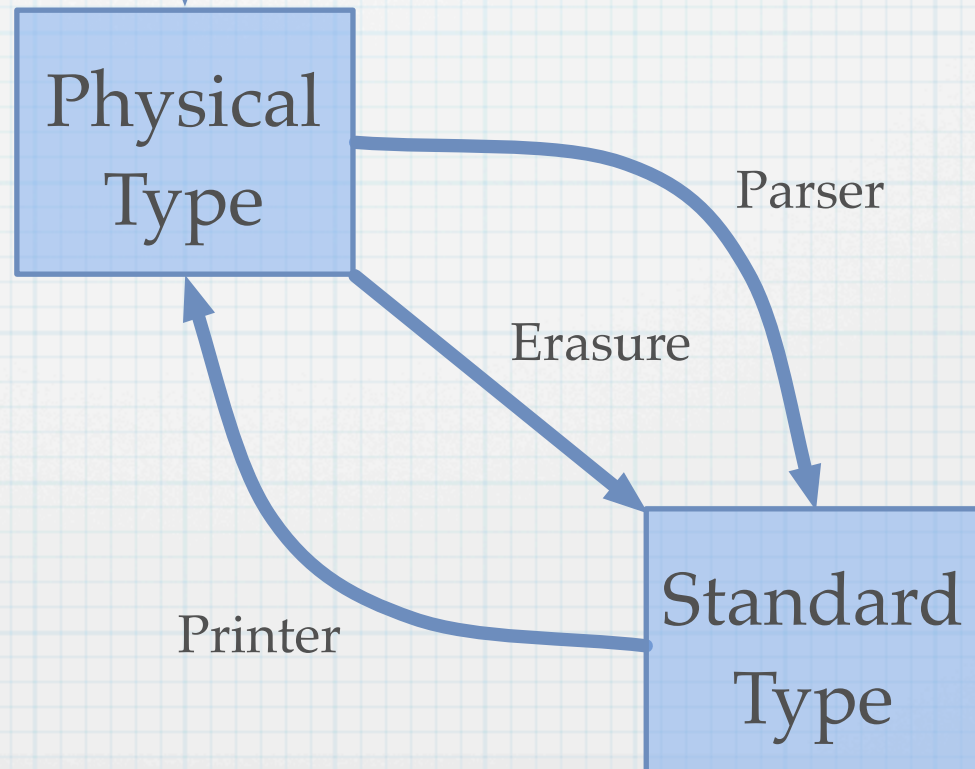 Physical
Type
Parser
Erasure
Printer
Standard
Type